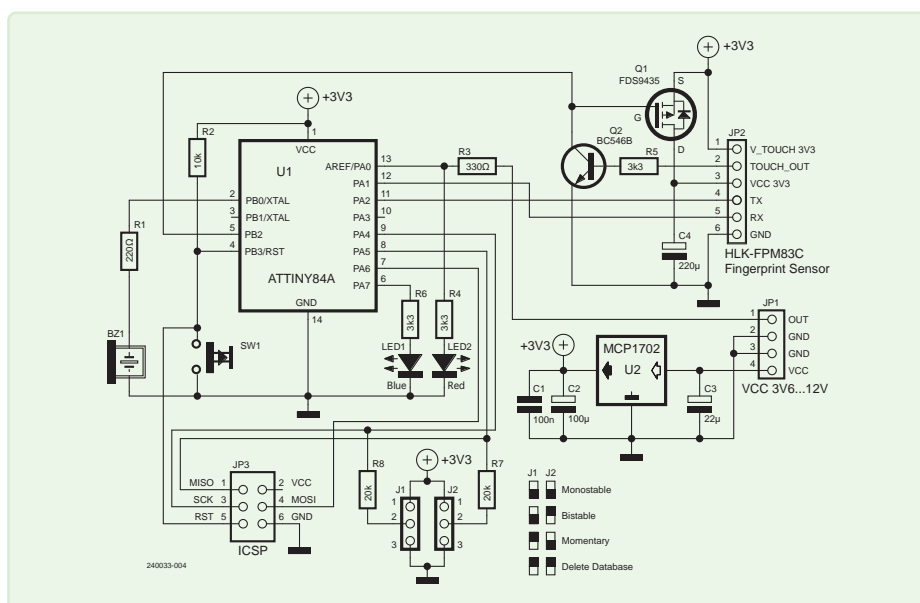 +3V3
Q1
FDS9435
S
G
D
+3V3
R2
10k
1
VCC
U1
Q2
BC546B
R5
3k3
R3
330Ω
JP2
1 V_TOUCH 3V3
2 TOUCH_OUT
3 VCC 3V3
4 TX
5 RX
6 GND
HLK-FPM83C
Fingerprint Sensor
AREF/PA0 13
PA1 12
PA2 11
PA3 10
PA4 9
PA5 8
PA6 7
PA7 6
2 PB0/XTAL
3 PB1/XTAL
5 PB2
4 PB3/RST
ATTINY84A
GND
14
R1
220Ω
C4
220µ
R6
3k3
R4
3k3
BZ1
SW1
LED1
LED2
Blue
Red
JP1
1 OUT
2 GND
3 GND
4 VCC
VCC 3V6...12V
+3V3
MCP1702
U2
C1
100n
C2
100µ
C3
22µ
JP3
MISO 1
2 VCC
SCK 3
4 MOSI
RST 5
6 GND
ICSP
R8
20k
+3V3
R7
20k
J1
1
2
3
J2
1
2
3
J1 J2
Monostable
Bistable
Momentary
Delete Database
240033-004